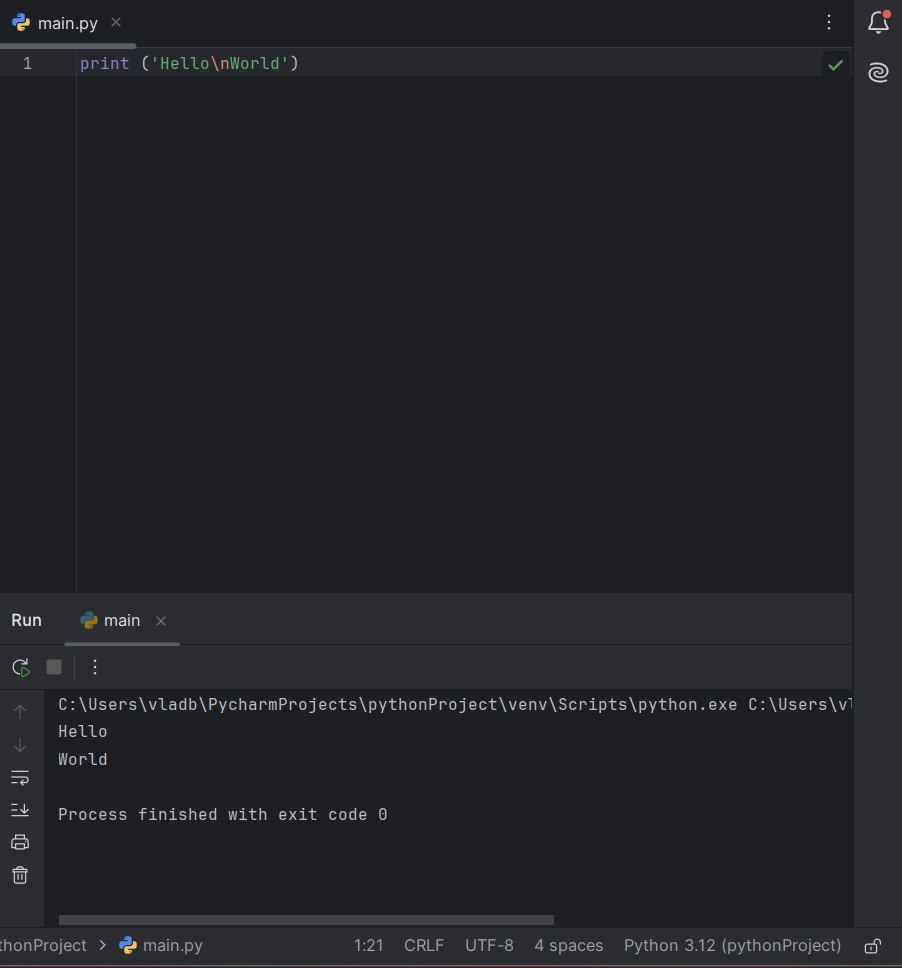 main.py
1 print ('Hello\nWorld')
Run main
C:\Users\vladb\PycharmProjects\pythonProject\venv\Scripts\python.exe C:\Users\vl
Hello
World
Process finished with exit code 0
thonProject > main.py 1:21 CRLF UTF-8 4 spaces Python 3.12 (pythonProject)